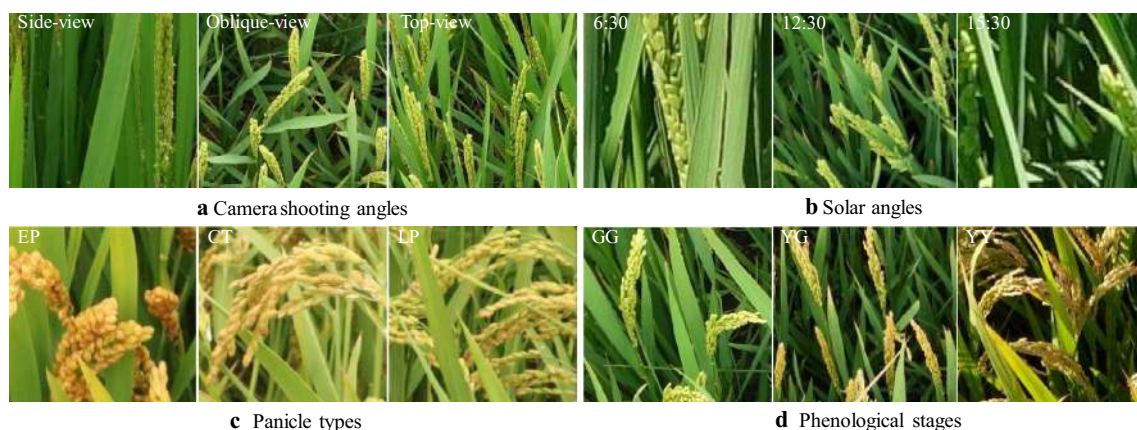 Side-view Oblique-view Top-view 6:30 12:30 15:30
a Camera shooting angles b Solar angles
EP CT LP GG YG YY
c Panicle types d Phenological stages